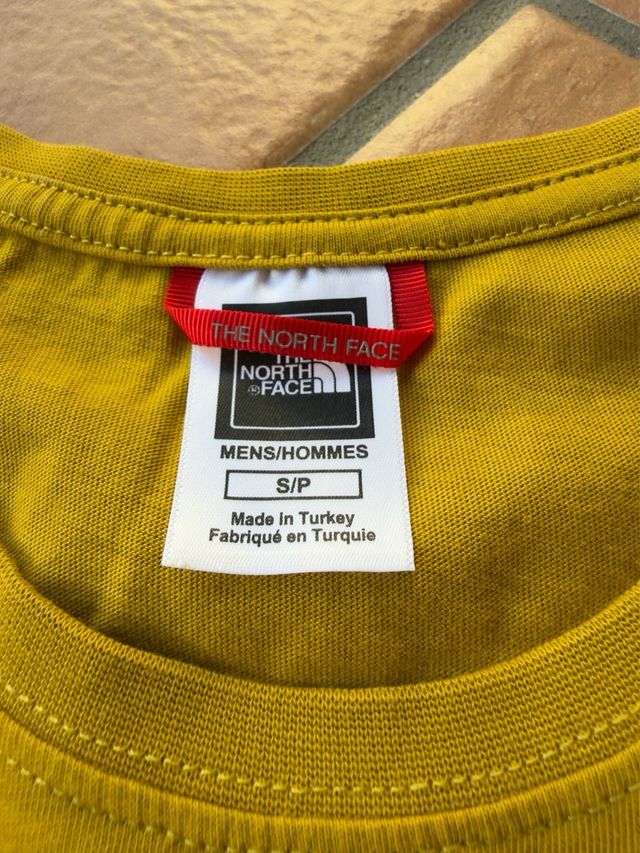 THE NORTH FACE
THE
NORTH
FACE
MENS/HOMMES
S/P
Made in Turkey
Fabriqué en Turquie